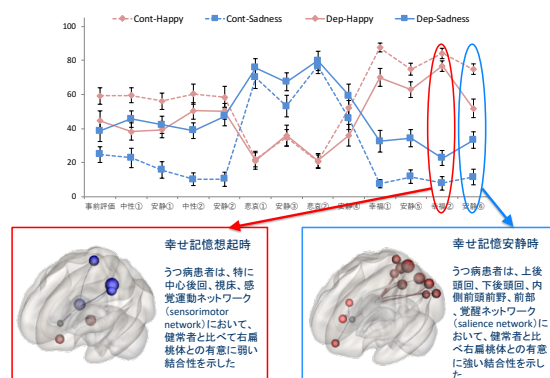 Cont-Happy Cont-Sadness Dep-Happy Dep-Sadness
100
80
60
40
20
0
事前評価 中性① 安静① 中性② 安静② 悲哀① 安静③ 悲哀② 安静④ 幸福① 安静⑤ 幸福② 安静⑥
幸せ記憶想起時
うつ病患者は、特に
中心後回、視床、感
覚運動ネットワーク
(sensorimotor
network)において、
健常者と比べて右扁
桃体との有意に弱い
結合性を示した
幸せ記憶安静時
うつ病患者は、上後
頭回、下後頭回、内
側前頭前野、前部
、覚醒ネットワーク
(salience network)に
おいて、健常者と比
べ右扁桃体との有意
に強い結合性を示し
た